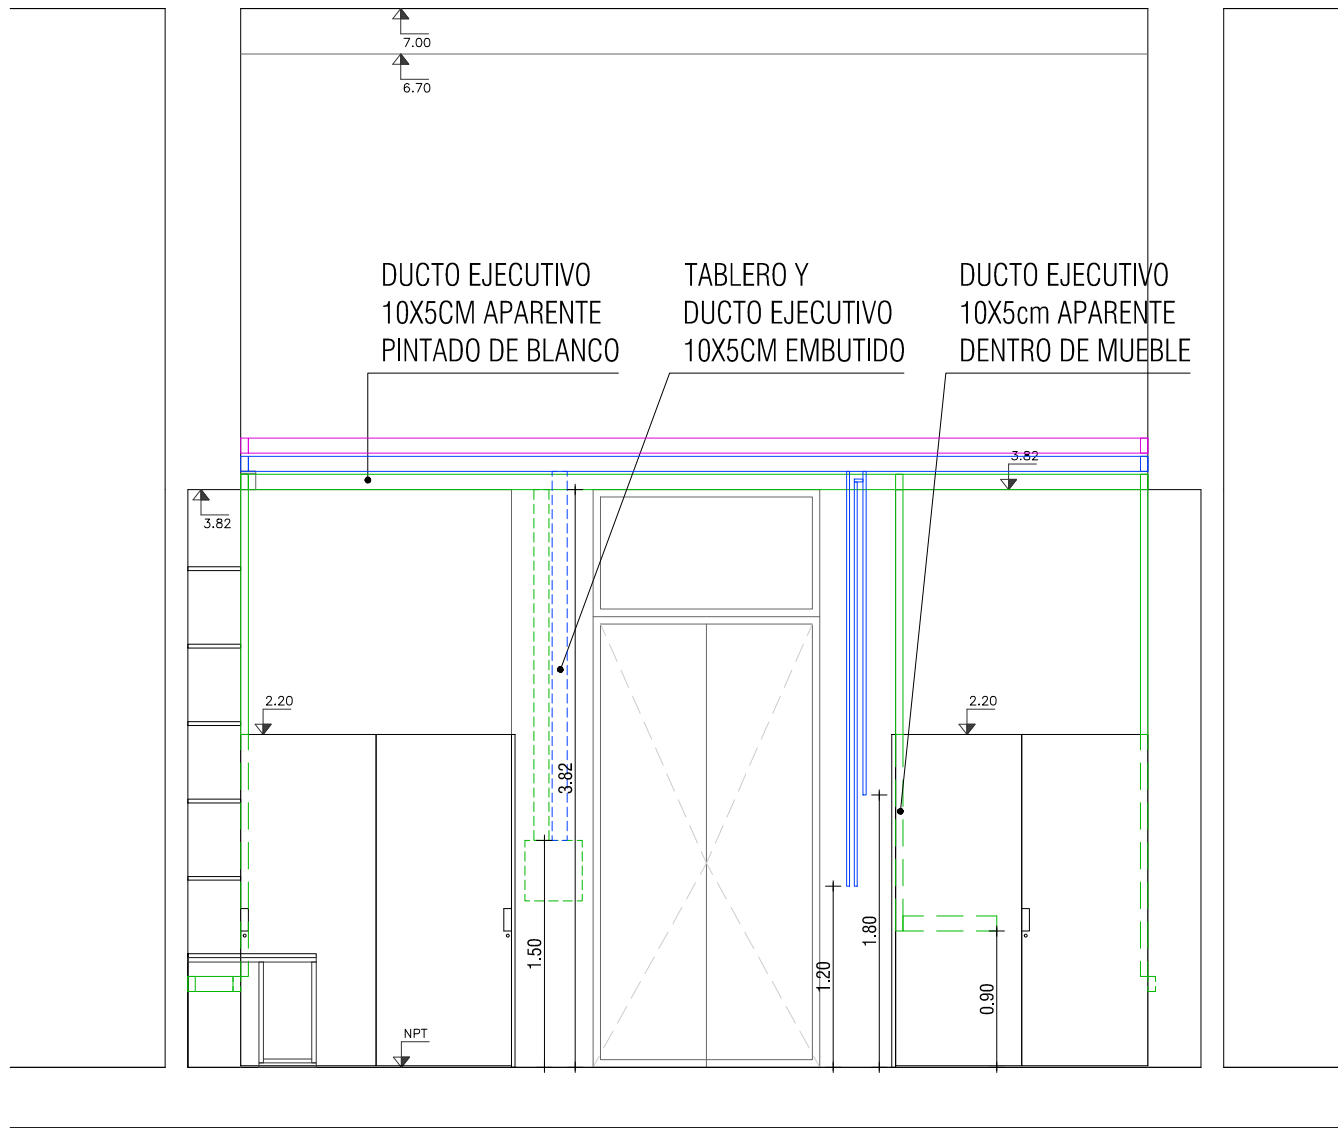 7.00
6.70
DUCTO EJECUTIVO
10X5CM APARENTE
PINTADO DE BLANCO
TABLERO Y
DUCTO EJECUTIVO
10X5CM EMBUTIDO
DUCTO EJECUTIVO
10X5cm APARENTE
DENTRO DE MUEBLE
3.82
3.82
2.20
2.20
3.82
1.50
1.20
1.80
0.90
NPT